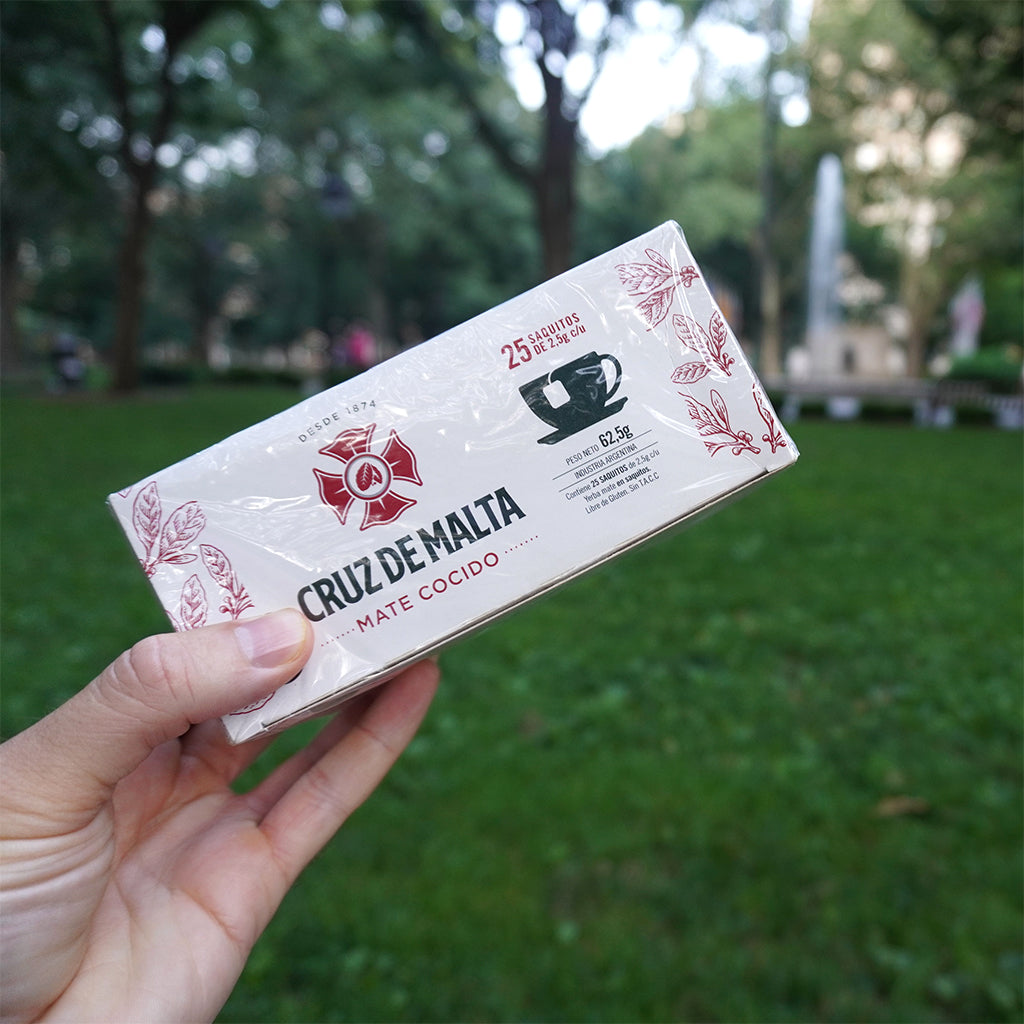 DESDE 1874
CRUZ DE MALTA
MATE COCIDO
25 SAQUITOS
DE 2,5g c/u
PESO NETO 62,5g
INDUSTRIA ARGENTINA
Contiene 25 SAQUITOS de 2,5g c/u
Yerba mate en saquitos.
Libre de Gluten. Sin T.A.C.C